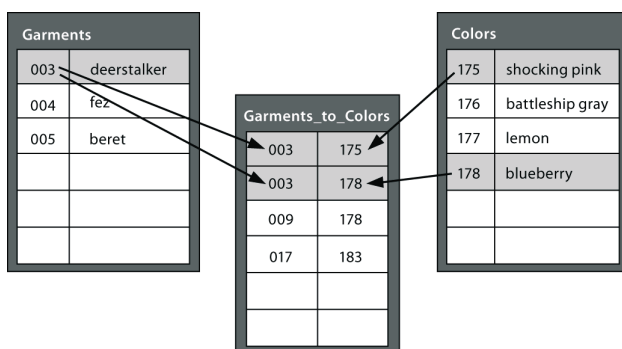 Garments
003 deerstalker
004 fez
005 beret
Garments_to_Colors
003 175
003 178
009 178
017 183
Colors
175 shocking pink
176 battleship gray
177 lemon
178 blueberry